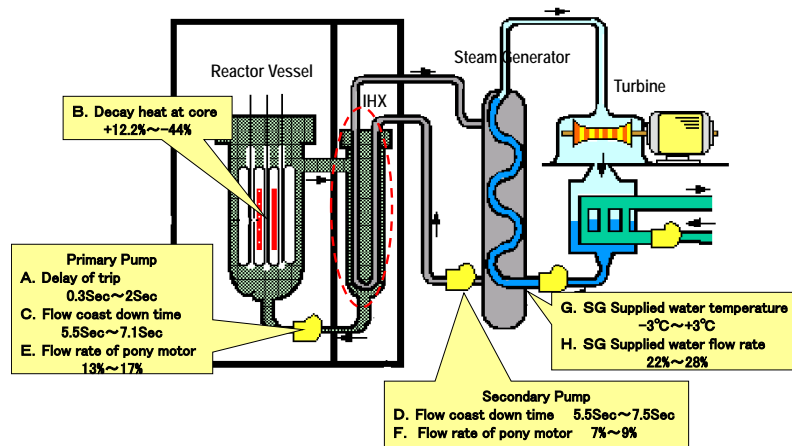 Reactor Vessel
IHX
Steam Generator
Turbine
B. Decay heat at core
+12.2%～-44%
Primary Pump
A. Delay of trip
0.3Sec～2Sec
C. Flow coast down time
5.5Sec～7.1Sec
E. Flow rate of pony motor
13%～17%
G. SG Supplied water temperature
-3℃～+3℃
H. SG Supplied water flow rate
22%～28%
Secondary Pump
D. Flow coast down time 5.5Sec～7.5Sec
F. Flow rate of pony motor 7%～9%